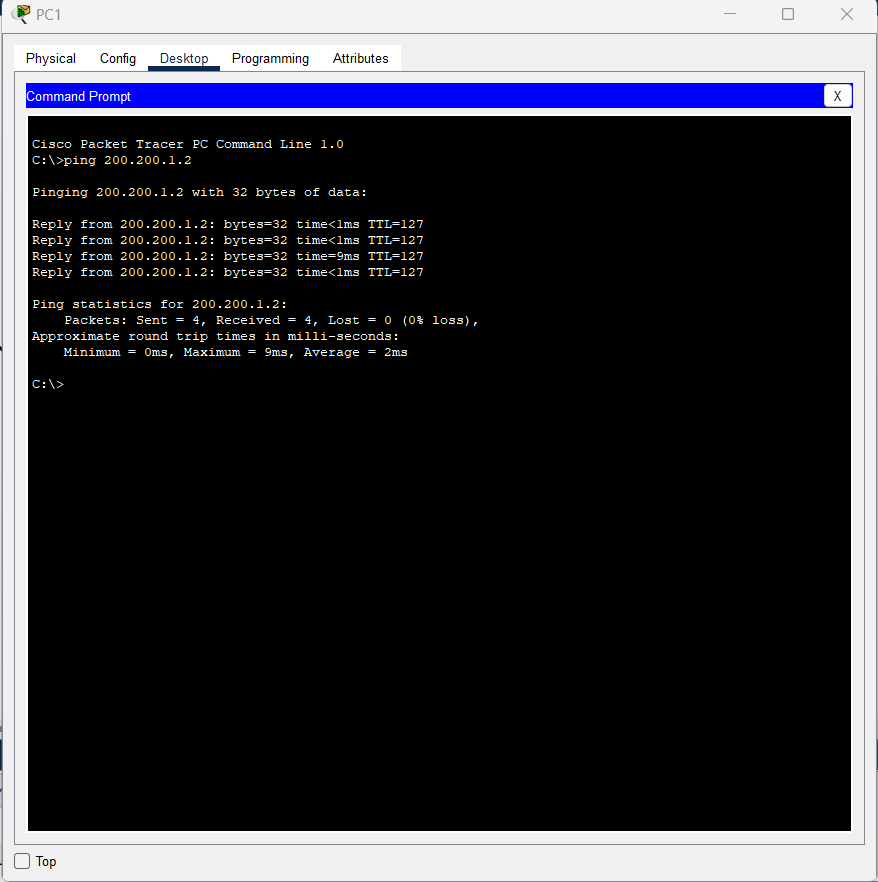 PC1
Physical Config Desktop Programming Attributes
Command Prompt X
Cisco Packet Tracer PC Command Line 1.0
C:\>ping 200.200.1.2
Pinging 200.200.1.2 with 32 bytes of data:
Reply from 200.200.1.2: bytes=32 time<1ms TTL=127
Reply from 200.200.1.2: bytes=32 time<1ms TTL=127
Reply from 200.200.1.2: bytes=32 time=9ms TTL=127
Reply from 200.200.1.2: bytes=32 time<1ms TTL=127
Ping statistics for 200.200.1.2:
    Packets: Sent = 4, Received = 4, Lost = 0 (0% loss),
Approximate round trip times in milli-seconds:
    Minimum = 0ms, Maximum = 9ms, Average = 2ms
C:\>
Top